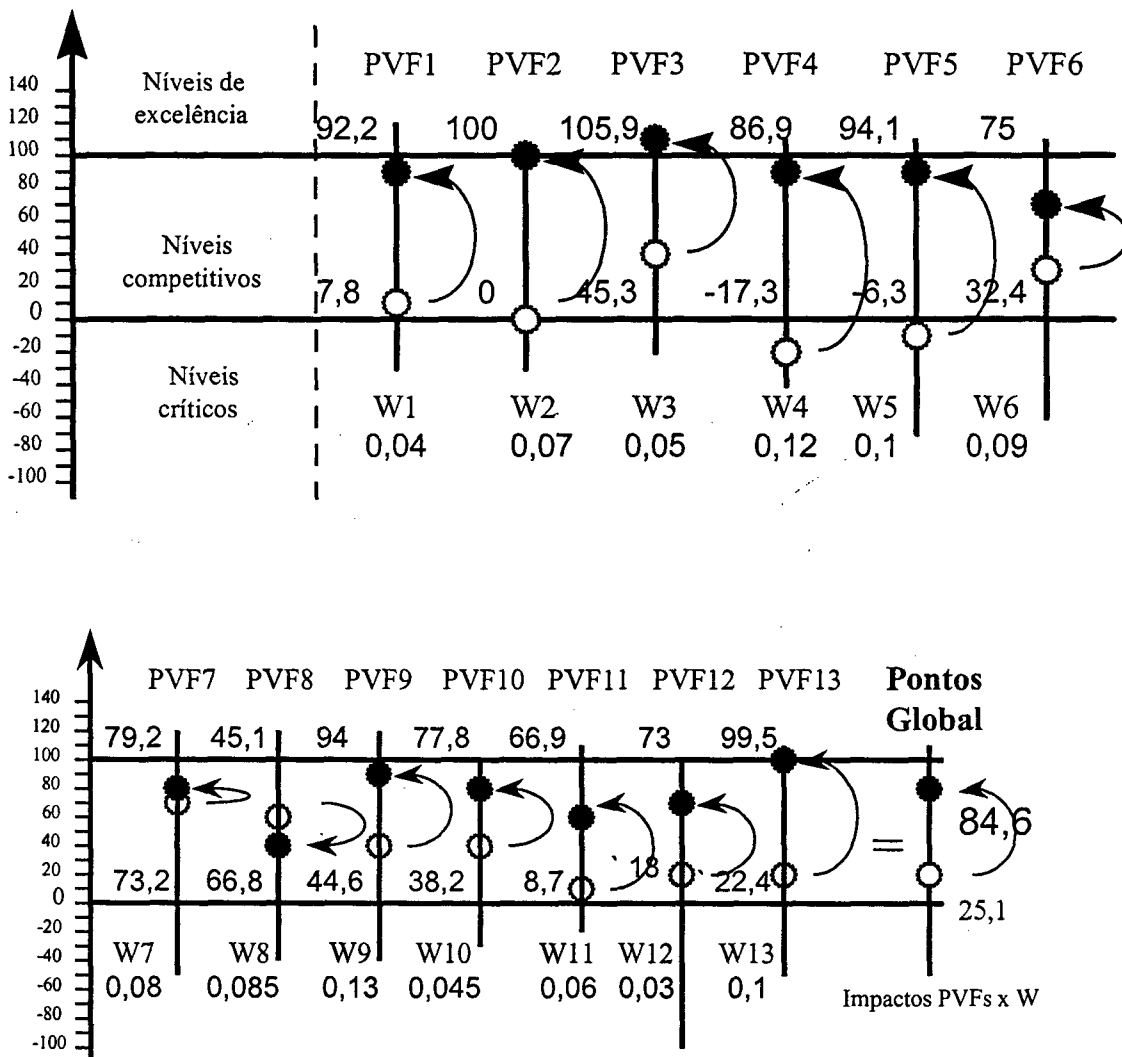 PVF1 PVF2 PVF3 PVF4 PVF5 PVF6
140
120
100
80
60
40
20
0
-20
-40
-60
-80
-100
Níveis de
excelência
92,2 100 105,9 86,9 94,1 75
Níveis
competitivos
7,8 0 45,3 -17,3 -6,3 32,4
Níveis
críticos
W1 W2 W3 W4 W5 W6
0,04 0,07 0,05 0,12 0,1 0,09
PVF7 PVF8 PVF9 PVF10 PVF11 PVF12 PVF13 Pontos
Global
140
120
100
80
60
40
20
0
-20
-40
-60
-80
-100
79,2 45,1 94 77,8 66,9 73 99,5
= 84,6
73,2 66,8 44,6 38,2 8,7 18 22,4
25,1
W7 W8 W9 W10 W11 W12 W13
0,08 0,085 0,13 0,045 0,06 0,03 0,1
Impactos PVFs x W